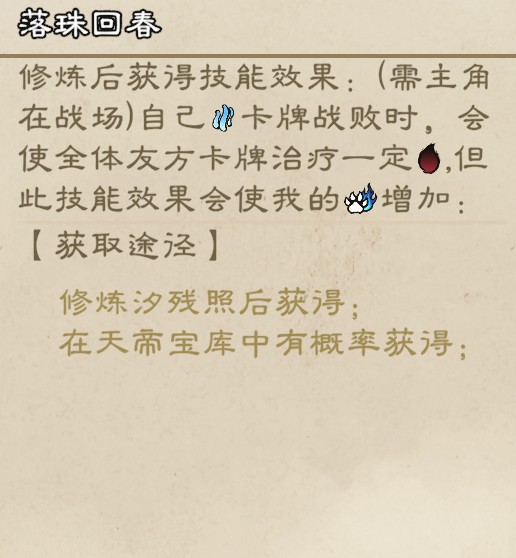 落珠回春
修炼后获得技能效果：(需主角
在战场)自己卡牌战败时，会
使全体友方卡牌治疗一定,但
此技能效果会使我的增加：
【获取途径】
修炼汐残照后获得；
在天帝宝库中有概率获得；